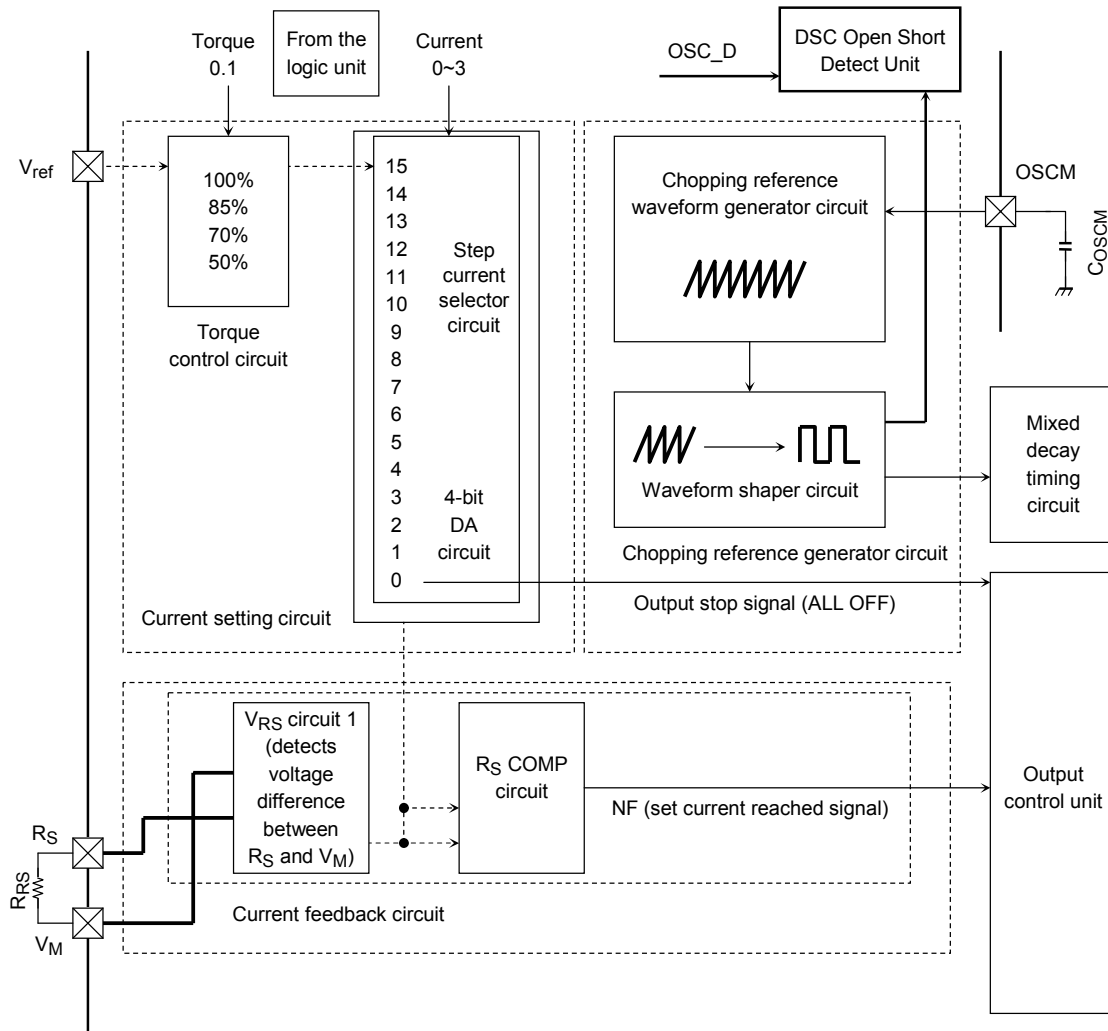 Torque
0.1
From the
logic unit
Current
0~3
OSC_D
DSC Open Short
Detect Unit
Vref
100%
85%
70%
50%
Torque
control circuit
15
14
13
12
11
10
9
8
7
6
5
4
3
2
1
0
Step
current
selector
circuit
4-bit
DA
circuit
Current setting circuit
Chopping reference
waveform generator circuit
OSCM
COSCM
Waveform shaper circuit
Chopping reference generator circuit
Mixed
decay
timing
circuit
Output stop signal (ALL OFF)
VRS circuit 1
(detects
voltage
difference
between
RS and VM)
RS COMP
circuit
NF (set current reached signal)
Output
control unit
RS
RRS
VM
Current feedback circuit